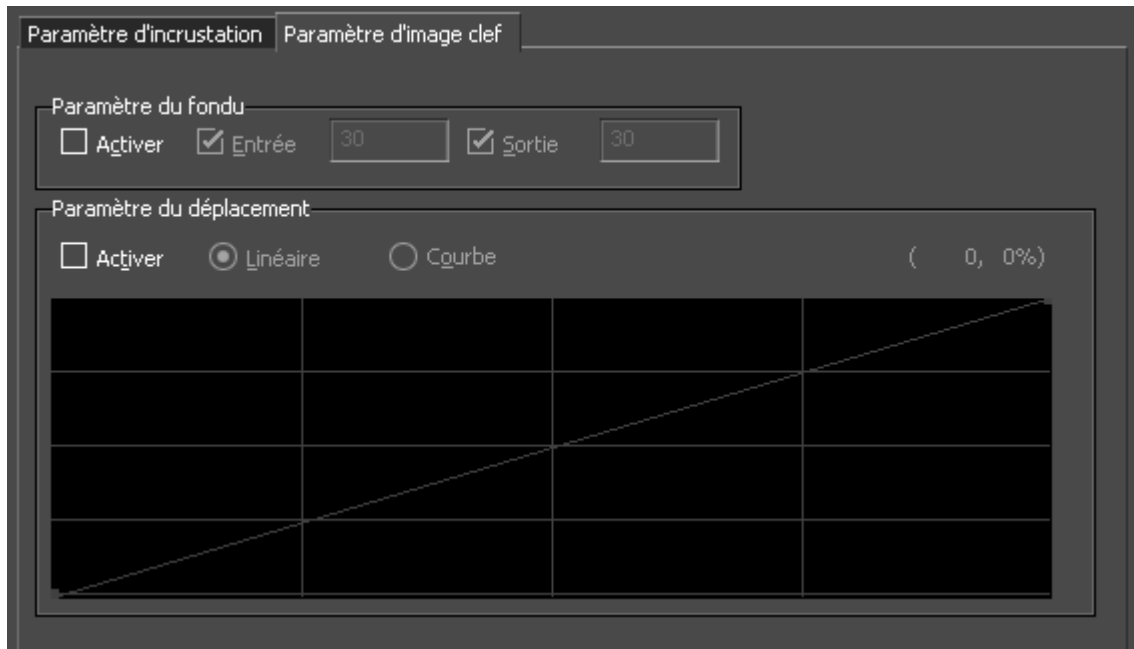 Paramètre d'incrustation Paramètre d'image clef
Paramètre du fondu
Activer Entrée 30 Sortie 30
Paramètre du déplacement
Activer Linéaire Courbe ( 0, 0%)